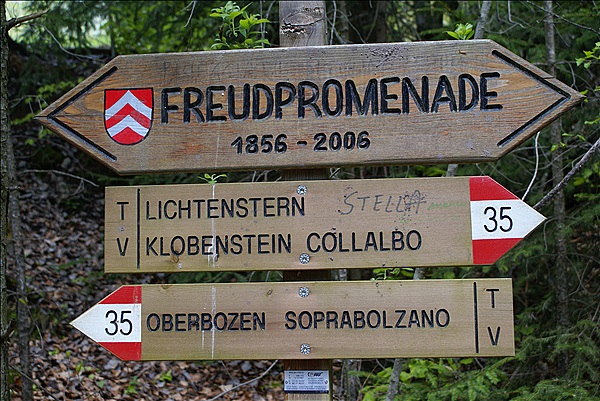 FREUDPROMENADE
1856 - 2006
T LICHTENSTERN STELLA
V KLOBENSTEIN COLLALBO 35
35 OBERBOZEN SOPRABOLZANO T
V